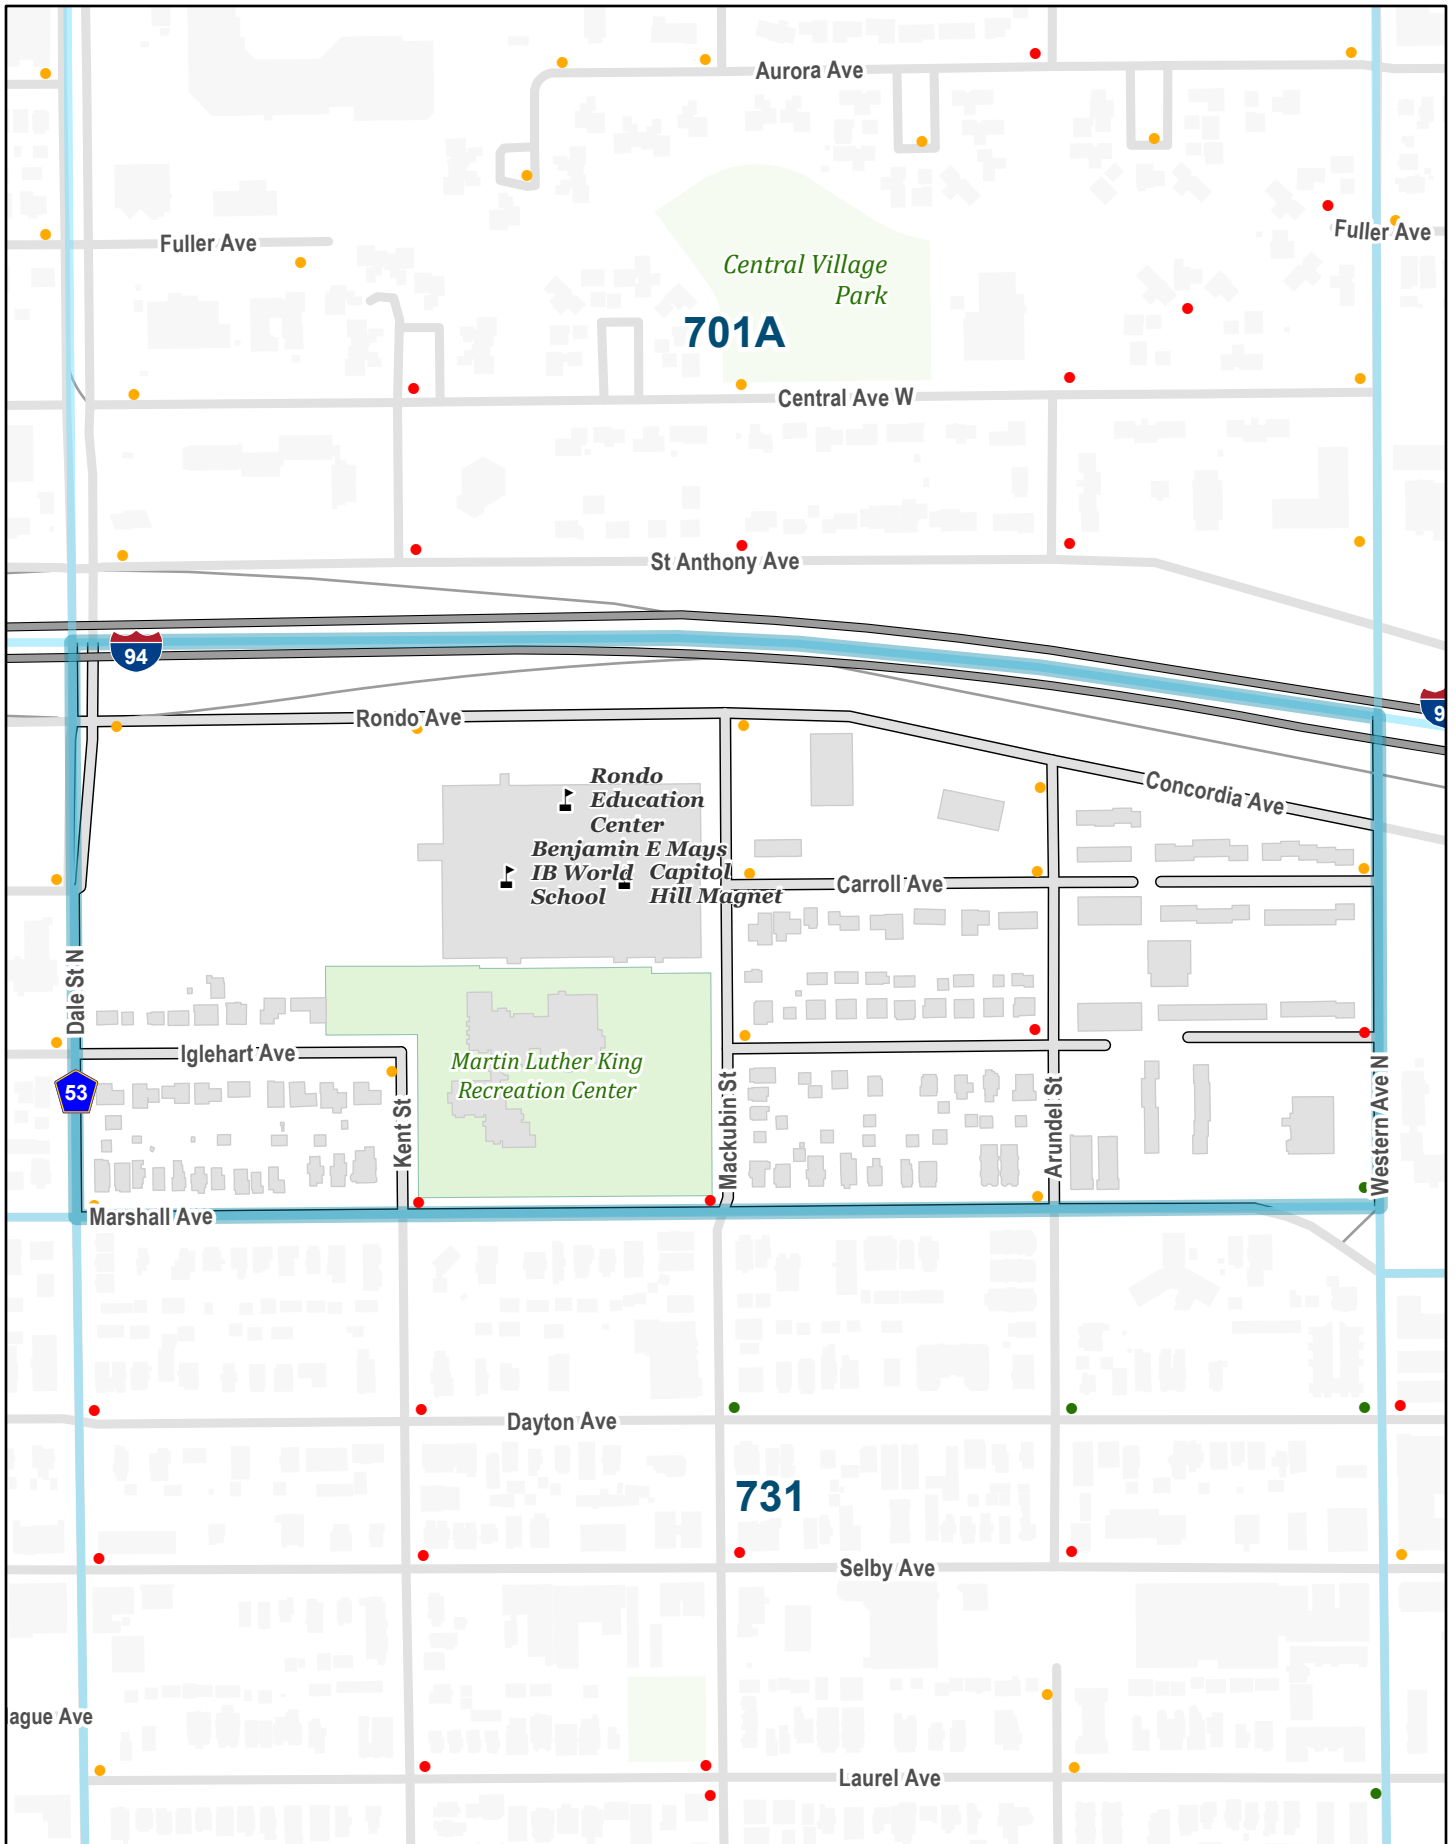 Aurora Ave
Fuller Ave
Fuller Ave
Central Village
Park
701A
Central Ave W
St Anthony Ave
94
9
Rondo Ave
Concordia Ave
Rondo
Education
Center
Benjamin E Mays
IB World
School
Capitol
Hill Magnet
Carroll Ave
Dale St N
Iglehart Ave
Martin Luther King
Recreation Center
53
Kent St
Mackubin St
Arundel St
Western Ave N
Marshall Ave
Dayton Ave
731
Selby Ave
ague Ave
Laurel Ave